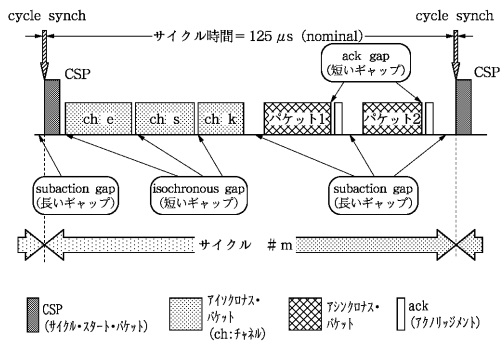 cycle synch
cycle synch
サイクル時間=125μs (nominal)
CSP
ack gap
(短いギャップ)
CSP
ch: e
ch: s
ch: k
パケット1
パケット2
subaction gap
(長いギャップ)
isochronous gap
(短いギャップ)
subaction gap
(長いギャップ)
サイクル #m
CSP
(サイクル・スタート・パケット)
アイソクロナス・
パケット
(ch:チャネル)
アシンクロナス・
パケット
ack
(アクノリッジメント)